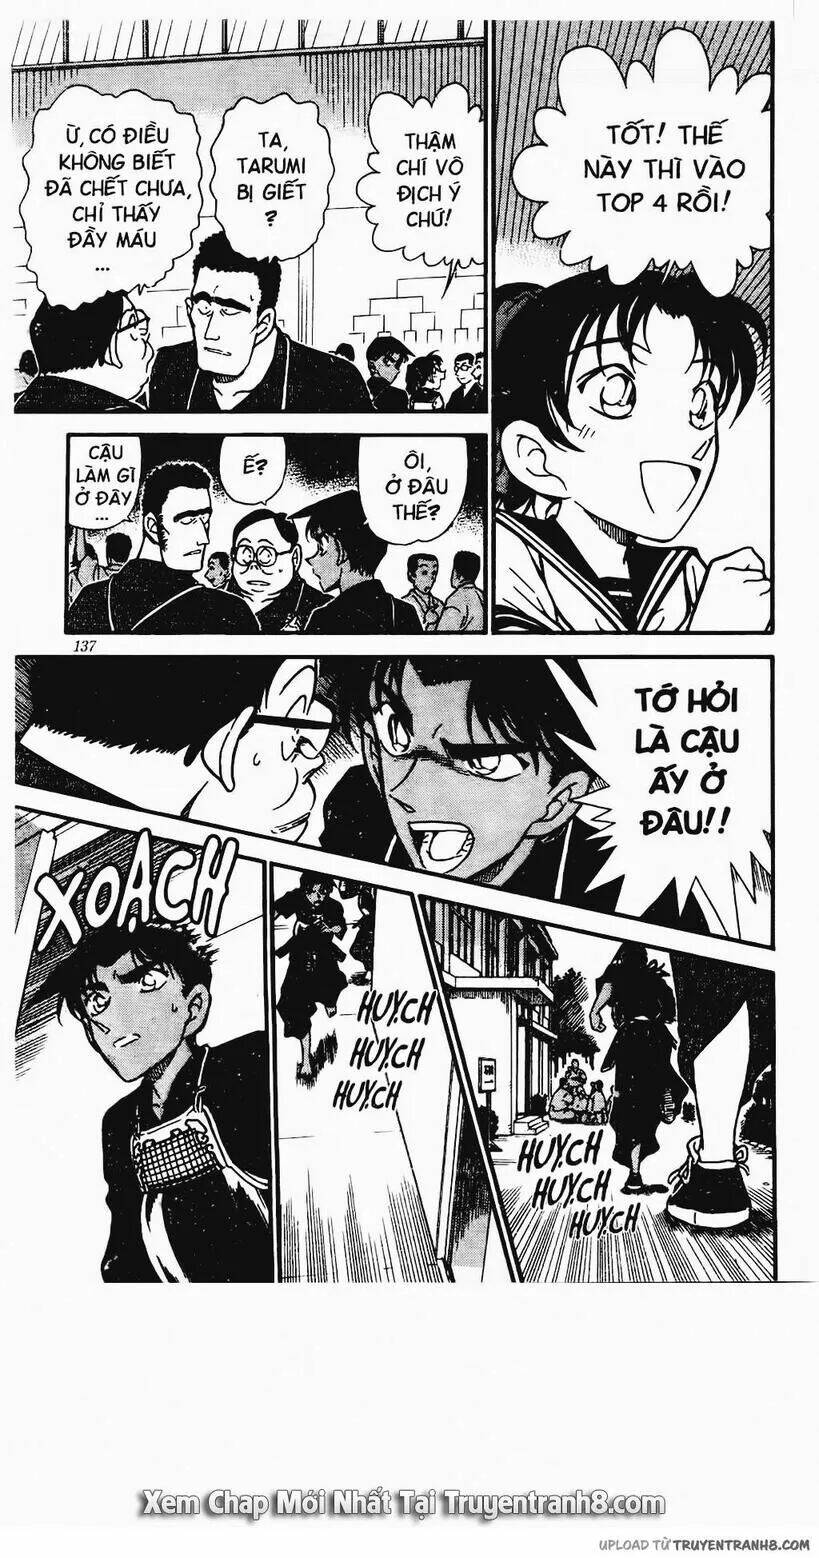 TỐT! THẾ
NÀY THÌ VÀO
TOP 4 RỒI!
THẬM
CHÍ VÔ
ĐỊCH Ý
CHỨ!
TA,
TARUMI
BỊ GIẾT
?
Ừ, CÓ ĐIỀU
KHÔNG BIẾT
ĐÃ CHẾT CHƯA,
CHỈ THẤY
ĐẦY MÁU
...
ÔI,
Ở ĐÂU
THẾ?
Ế?
CẬU
LÀM GÌ
Ở ĐÂY
...
137
TỚ HỎI
LÀ CẬU
ẤY Ở
ĐÂU!!
XOẠCH
HUỴCH
HUỴCH
HUỴCH
HUỴCH
HUỴCH
HUỴCH
Xem Chap Mới Nhất Tại Truyentranh8.com
UPLOAD TỪ TRUYENTRANH8.COM